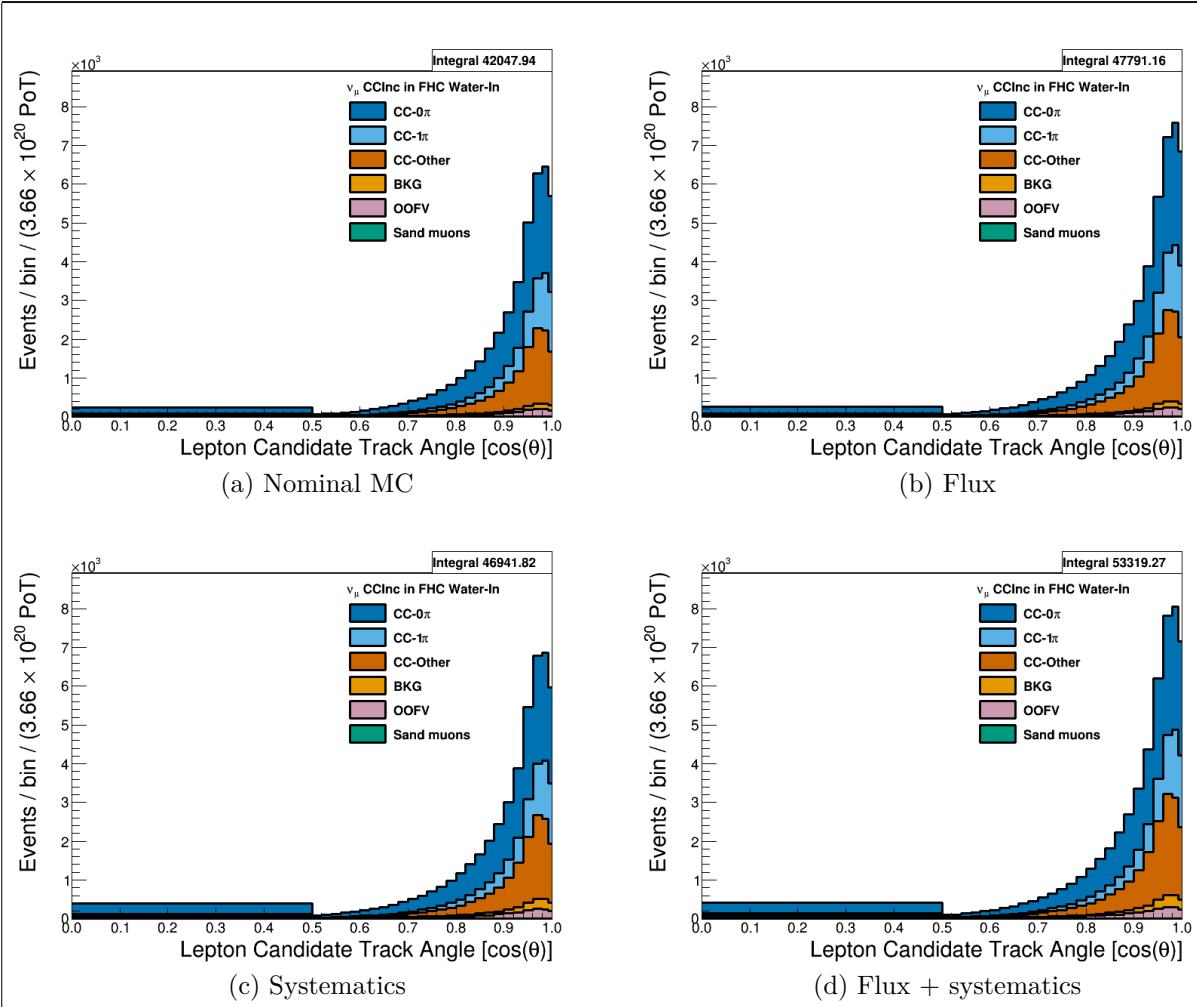 Integral 42047.94
×10³
ν_μ CCInc in FHC Water-In
CC-0π
CC-1π
CC-Other
BKG
OOFV
Sand muons
Events / bin / (3.66 × 10²⁰ PoT)
8
7
6
5
4
3
2
1
0
0.0 0.1 0.2 0.3 0.4 0.5 0.6 0.7 0.8 0.9 1.0
Lepton Candidate Track Angle [cos(θ)]
(a) Nominal MC
Integral 47791.16
×10³
ν_μ CCInc in FHC Water-In
CC-0π
CC-1π
CC-Other
BKG
OOFV
Sand muons
Events / bin / (3.66 × 10²⁰ PoT)
8
7
6
5
4
3
2
1
0
0.0 0.1 0.2 0.3 0.4 0.5 0.6 0.7 0.8 0.9 1.0
Lepton Candidate Track Angle [cos(θ)]
(b) Flux
Integral 46941.82
×10³
ν_μ CCInc in FHC Water-In
CC-0π
CC-1π
CC-Other
BKG
OOFV
Sand muons
Events / bin / (3.66 × 10²⁰ PoT)
8
7
6
5
4
3
2
1
0
0.0 0.1 0.2 0.3 0.4 0.5 0.6 0.7 0.8 0.9 1.0
Lepton Candidate Track Angle [cos(θ)]
(c) Systematics
Integral 53319.27
×10³
ν_μ CCInc in FHC Water-In
CC-0π
CC-1π
CC-Other
BKG
OOFV
Sand muons
Events / bin / (3.66 × 10²⁰ PoT)
8
7
6
5
4
3
2
1
0
0.0 0.1 0.2 0.3 0.4 0.5 0.6 0.7 0.8 0.9 1.0
Lepton Candidate Track Angle [cos(θ)]
(d) Flux + systematics